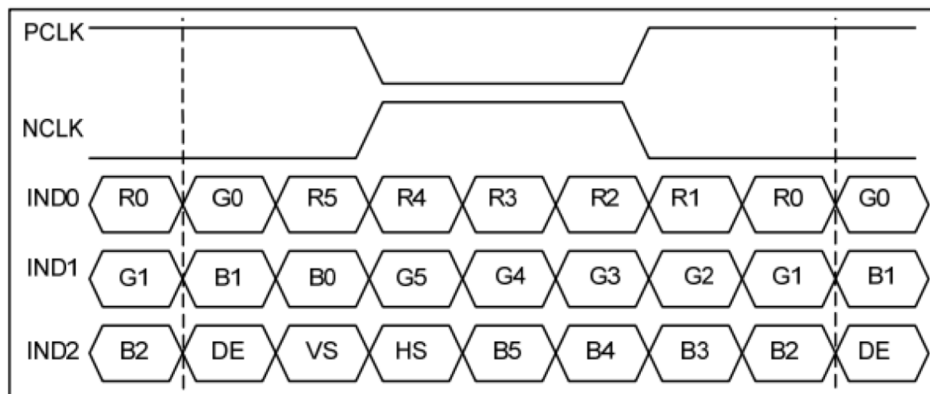 PCLK
NCLK
IND0 R0 G0 R5 R4 R3 R2 R1 R0 G0
IND1 G1 B1 B0 G5 G4 G3 G2 G1 B1
IND2 B2 DE VS HS B5 B4 B3 B2 DE